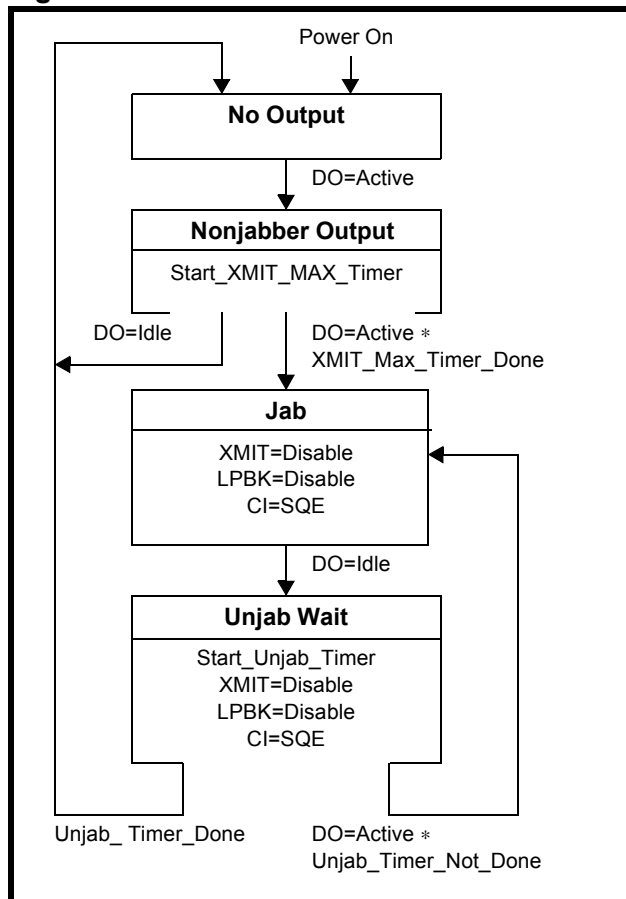 Power On
No Output
DO=Active
Nonjabber Output
Start_XMIT_MAX_Timer
DO=Idle
DO=Active *
XMIT_Max_Timer_Done
Jab
XMIT=Disable
LPBK=Disable
CI=SQE
DO=Idle
Unjab Wait
Start_Unjab_Timer
XMIT=Disable
LPBK=Disable
CI=SQE
Unjab_ Timer_Done
DO=Active *
Unjab_Timer_Not_Done